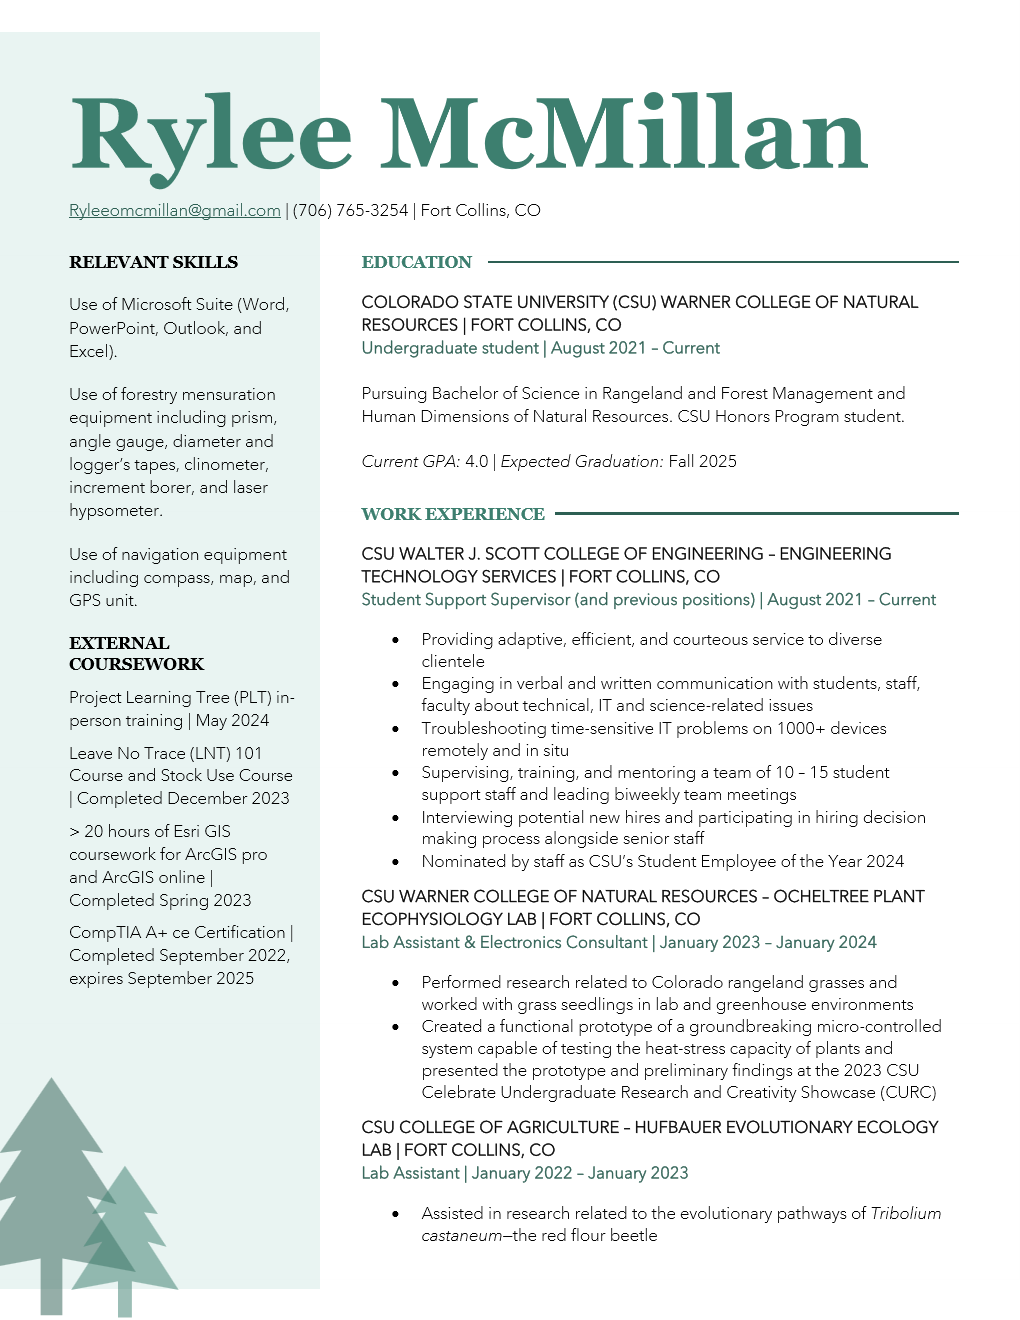 Rylee McMillan
Ryleeomcmillan@gmail.com | (706) 765-3254 | Fort Collins, CO
RELEVANT SKILLS
Use of Microsoft Suite (Word,
PowerPoint, Outlook, and
Excel).
Use of forestry mensuration
equipment including prism,
angle gauge, diameter and
logger's tapes, clinometer,
increment borer, and laser
hypsometer.
Use of navigation equipment
including compass, map, and
GPS unit.
EXTERNAL
COURSEWORK
Project Learning Tree (PLT) in-
person training | May 2024
Leave No Trace (LNT) 101
Course and Stock Use Course
| Completed December 2023
> 20 hours of Esri GIS
coursework for ArcGIS pro
and ArcGIS online |
Completed Spring 2023
CompTIA A+ ce Certification |
Completed September 2022,
expires September 2025
EDUCATION
COLORADO STATE UNIVERSITY (CSU) WARNER COLLEGE OF NATURAL
RESOURCES | FORT COLLINS, CO
Undergraduate student | August 2021 – Current
Pursuing Bachelor of Science in Rangeland and Forest Management and
Human Dimensions of Natural Resources. CSU Honors Program student.
Current GPA: 4.0 | Expected Graduation: Fall 2025
WORK EXPERIENCE
CSU WALTER J. SCOTT COLLEGE OF ENGINEERING – ENGINEERING
TECHNOLOGY SERVICES | FORT COLLINS, CO
Student Support Supervisor (and previous positions) | August 2021 – Current
• Providing adaptive, efficient, and courteous service to diverse
clientele
• Engaging in verbal and written communication with students, staff,
faculty about technical, IT and science-related issues
• Troubleshooting time-sensitive IT problems on 1000+ devices
remotely and in situ
• Supervising, training, and mentoring a team of 10 – 15 student
support staff and leading biweekly team meetings
• Interviewing potential new hires and participating in hiring decision
making process alongside senior staff
• Nominated by staff as CSU's Student Employee of the Year 2024
CSU WARNER COLLEGE OF NATURAL RESOURCES – OCHELTREE PLANT
ECOPHYSIOLOGY LAB | FORT COLLINS, CO
Lab Assistant & Electronics Consultant | January 2023 – January 2024
• Performed research related to Colorado rangeland grasses and
worked with grass seedlings in lab and greenhouse environments
• Created a functional prototype of a groundbreaking micro-controlled
system capable of testing the heat-stress capacity of plants and
presented the prototype and preliminary findings at the 2023 CSU
Celebrate Undergraduate Research and Creativity Showcase (CURC)
CSU COLLEGE OF AGRICULTURE – HUFBAUER EVOLUTIONARY ECOLOGY
LAB | FORT COLLINS, CO
Lab Assistant | January 2022 – January 2023
• Assisted in research related to the evolutionary pathways of Tribolium
castaneum—the red flour beetle